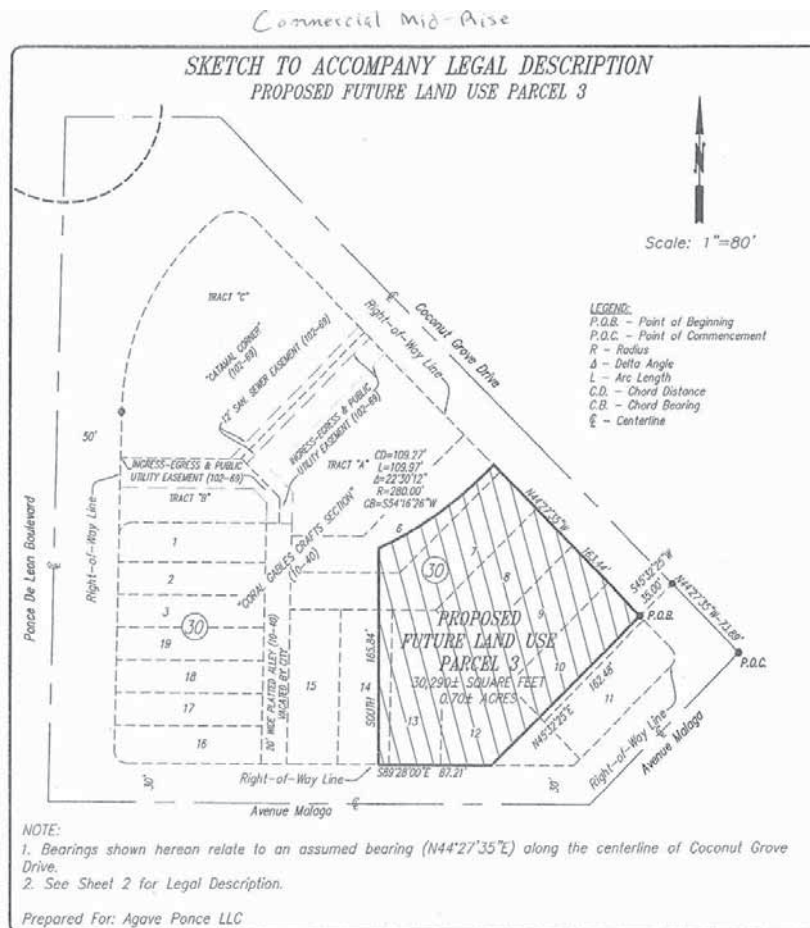 Commercial Mid-Rise
SKETCH TO ACCOMPANY LEGAL DESCRIPTION
PROPOSED FUTURE LAND USE PARCEL 3
N
Scale: 1"=80'
LEGEND:
P.O.B. - Point of Beginning
P.O.C. - Point of Commencement
R - Radius
Δ - Delta Angle
L - Arc Length
C.D. - Chord Distance
C.B. - Chord Bearing
℄ - Centerline
TRACT "C"
"CATAMAL CORNER"
(102-69)
12' SAN. SEWER EASEMENT (102-69)
INGRESS-EGRESS & PUBLIC
UTILITY EASEMENT (102-69)
Right-of-Way Line
Coconut Grove Drive
℄
50'
INGRESS-EGRESS & PUBLIC
UTILITY EASEMENT (102-69)
TRACT "B"
TRACT "A"
CD=109.27'
L=109.97'
Δ=22°30'12"
R=280.00'
CB=S54°16'26"W
"CORAL GABLES CRAFTS SECTION"
(10-40)
Ponce De Leon Boulevard
℄
Right-of-Way Line
1
2
3
30
19
18
17
16
20' WIDE PLATTED ALLEY (10-40)
VACATED BY CITY
15
14
SOUTH 165.84'
6
7
30
8
9
10
N44°27'35"W 163.44'
S45°32'25"W
35.00'
N44°27'35"W-73.89'
P.O.B.
P.O.C.
PROPOSED
FUTURE LAND USE
PARCEL 3
30,290± SQUARE FEET
0.70± ACRES
13
12
N45°32'25"E 162.48'
11
Right-of-Way Line
℄
Avenue Malaga
S89°28'00"E 87.21'
Right-of-Way Line
30'
30'
Avenue Malaga ℄
NOTE:
1. Bearings shown hereon relate to an assumed bearing (N44°27'35"E) along the centerline of Coconut Grove
Drive.
2. See Sheet 2 for Legal Description.
Prepared For: Agave Ponce LLC